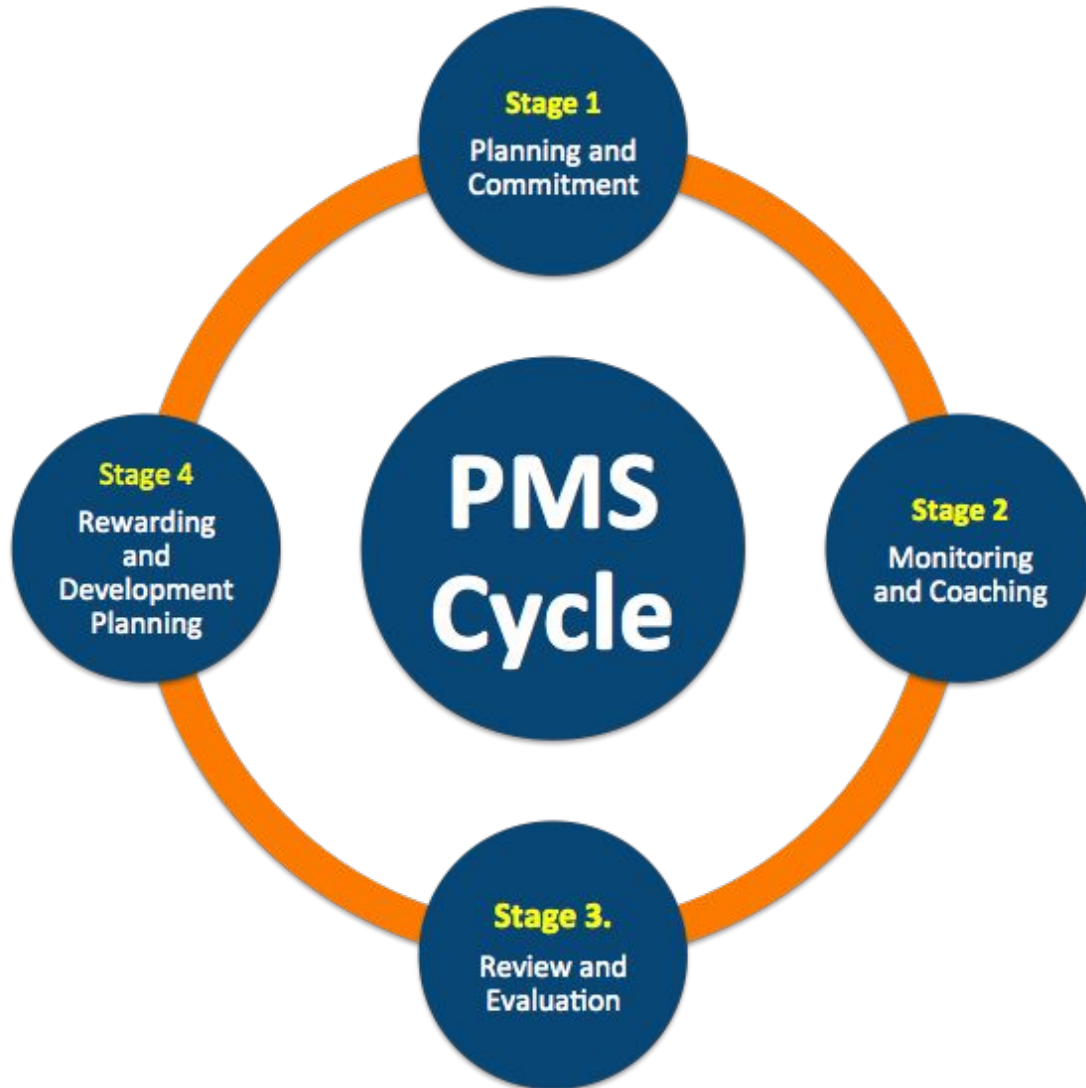 Stage 1
Planning and
Commitment
PMS
Cycle
Stage 2
Monitoring
and Coaching
Stage 3.
Review and
Evaluation
Stage 4
Rewarding
and
Development
Planning